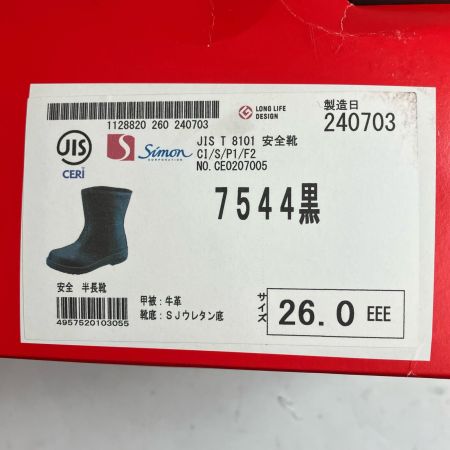 1128820 260 240703
LONG LIFE
DESIGN
製造日
240703
JIS
CERI
S Simon
CORPORATION
JIS T 8101 安全靴
CI/S/P1/F2
NO.CE0207005
7544黒
安全 半長靴
4957520103055
甲被:牛革
靴底:SJウレタン底
サイズ
26.0 EEE